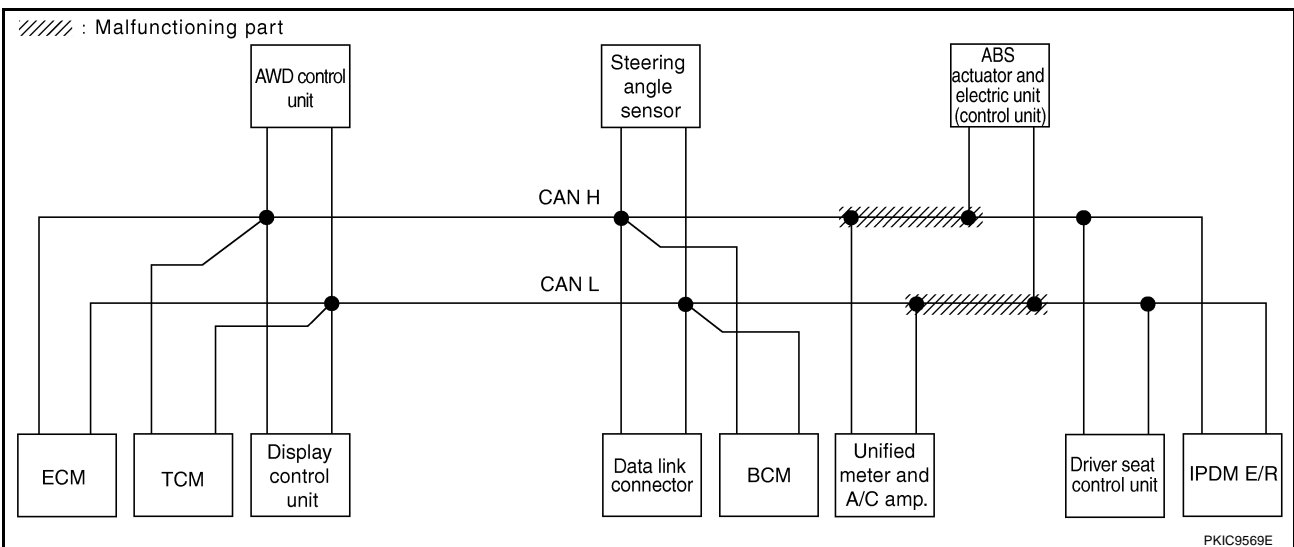 : Malfunctioning part
AWD control
unit
Steering
angle
sensor
ABS
actuator and
electric unit
(control unit)
CAN H
CAN L
ECM
TCM
Display
control
unit
Data link
connector
BCM
Unified
meter and
A/C amp.
Driver seat
control unit
IPDM E/R
PKIC9569E